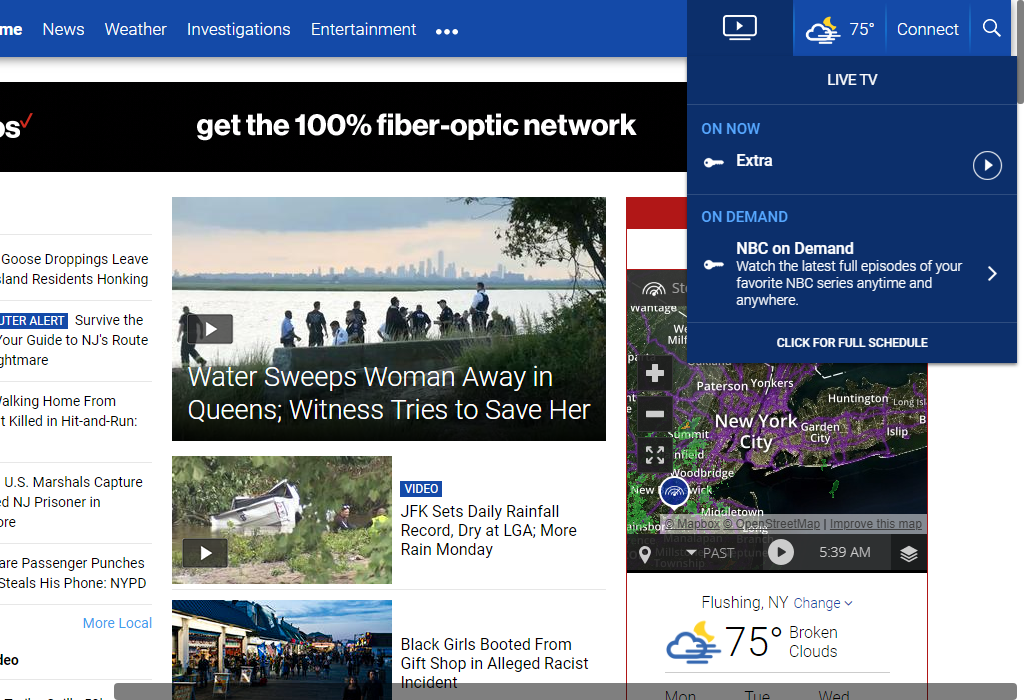 me News Weather Investigations Entertainment
75° Connect
LIVE TV
ON NOW
Extra
ON DEMAND
NBC on Demand
Watch the latest full episodes of your
favorite NBC series anytime and
anywhere.
CLICK FOR FULL SCHEDULE
get the 100% fiber-optic network
Goose Droppings Leave
sland Residents Honking
UTER ALERT Survive the
Your Guide to NJ's Route
ghtmare
Walking Home From
t Killed in Hit-and-Run:
U.S. Marshals Capture
ed NJ Prisoner in
ore
are Passenger Punches
Steals His Phone: NYPD
More Local
deo
Water Sweeps Woman Away in
Queens; Witness Tries to Save Her
VIDEO
JFK Sets Daily Rainfall
Record, Dry at LGA; More
Rain Monday
Black Girls Booted From
Gift Shop in Alleged Racist
Incident
Wantage
Paterson Yonkers
Huntington Long Isl
New York
City
Garden
City
Islip
Summit
nfield
Woodbridge
New wick
Middletown
ainsbor
Long
© Mapbox © OpenStreetMap | Improve this map
Manalapan Branch
Township
PAST 5:39 AM
Flushing, NY Change
75° Broken
Clouds
Mon Tue Wed